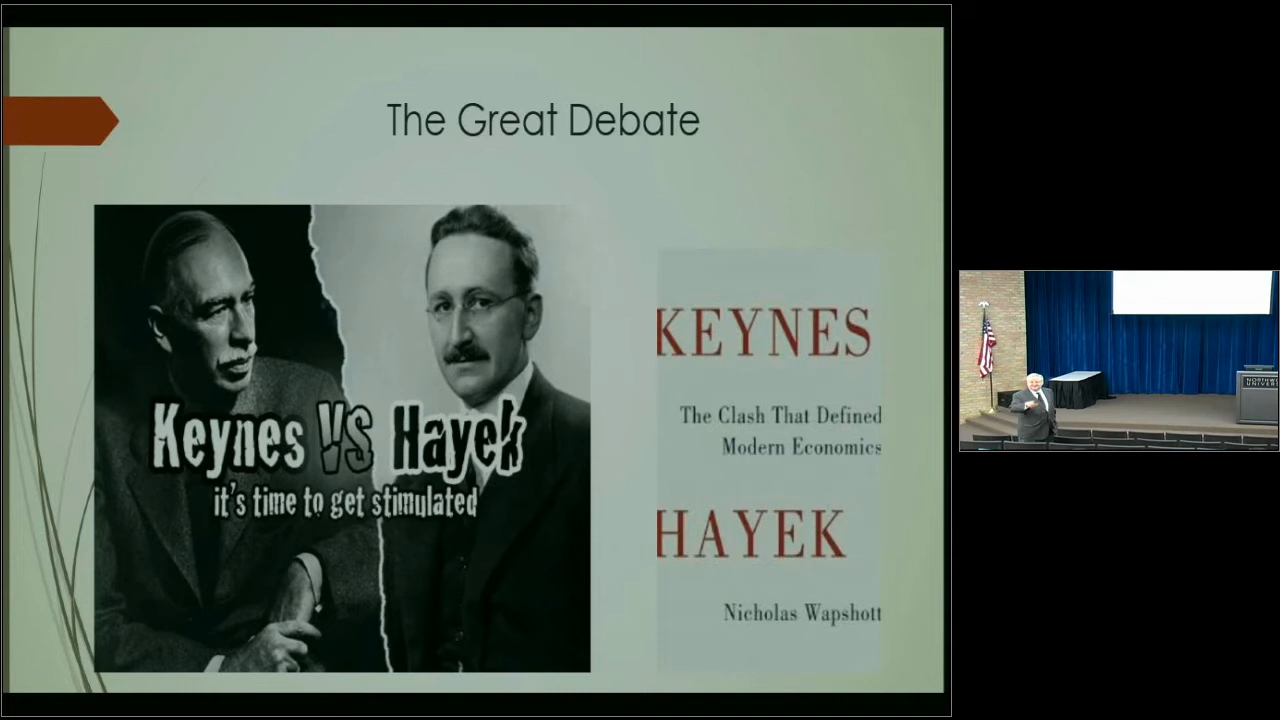 The Great Debate
Keynes VS Hayek
it's time to get stimulated
KEYNES
The Clash That Defined
Modern Economics
HAYEK
Nicholas Wapshott